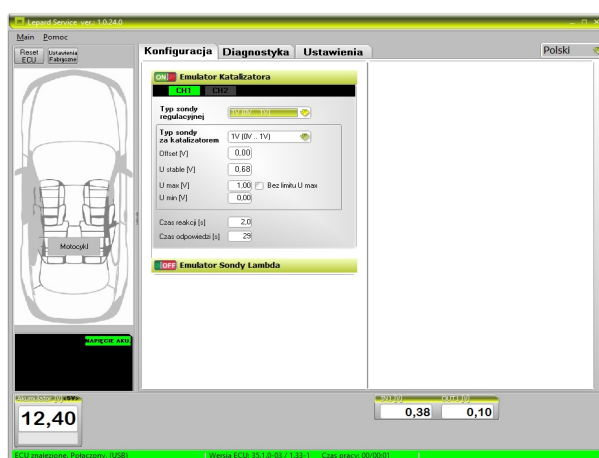 Lepard Service ver.: 1.0.24.0
Main Pomoc
Reset ECU
Ustawienia Fabryczne
Konfiguracja Diagnostyka Ustawienia
Polski
ON Emulator Katalizatora
CH1 CH2
Typ sondy regulacyjnej 1V (0V .. 1V)
Typ sondy za katalizatorem 1V (0V .. 1V)
Offset [V] 0,00
U stable [V] 0,68
U max [V] 1,00 Bez limitu U max
U min [V] 0,00
Czas reakcji [s] 2,0
Czas odpowiedzi [s] 29
OFF Emulator Sondy Lambda
Motocykl
NAPIĘCIE AKU.
12,40
0,38 0,10
ECU znalezione. Połączony. (USB)
Wersja ECU: 35.1.0-03 / 1.33-1
Czas pracy: 00:00:01